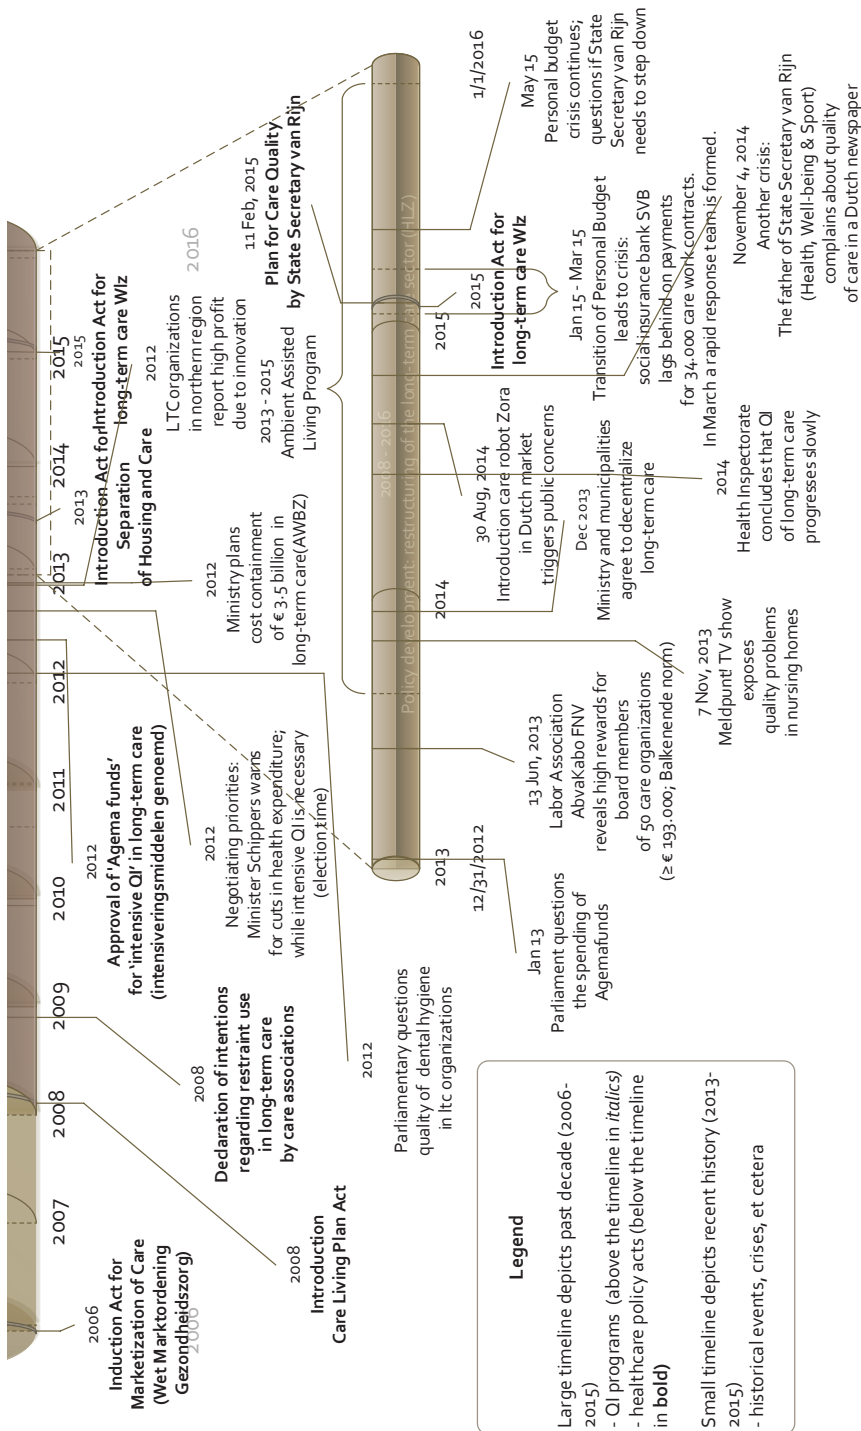 2006
2016
2007
2008
2009
2010
2011
2012
2013
2014
2015
2006
Induction Act for
Marketization of Care
(Wet Marktordening
Gezondheidszorg)
2008
Introduction
Care Living Plan Act
2008
Declaration of intentions
regarding restraint use
in long-term care
by care associations
2012
Parliamentary questions
quality of dental hygiene
in ltc organizations
2012
Approval of 'Agema funds'
for 'intensive QI' in long-term care
(intensiveringsmiddelen genoemd)
2012
Negotiating priorities:
Minister Schippers warns
for cuts in health expenditure;
while intensive QI is necessary
(election time)
2012
Ministry plans
cost containment
of € 3.5 billion in
long-term care(AWBZ)
2013
Introduction Act for
Separation
of Housing and Care
2012
LTC organizations
in northern region
report high profit
due to innovation
2015
Introduction Act for
long-term care Wlz
2013 - 2015
Ambient Assisted
Living Program
11 Feb, 2015
Plan for Care Quality
by State Secretary van Rijn
Policy development: restructuring of the long-term care sector (HLZ)
2008 - 2016
12/31/2012
2013
2014
2015
1/1/2016
Jan 13
Parliament questions
the spending of
Agemafunds
13 Jun, 2013
Labor Association
AbvaKabo FNV
reveals high rewards for
board members
of 50 care organizations
(≥ € 193.000; Balkenende norm)
7 Nov, 2013
Meldpunt! TV show
exposes
quality problems
in nursing homes
Dec 2013
Ministry and municipalities
agree to decentralize
long-term care
30 Aug, 2014
Introduction care robot Zora
in Dutch market
triggers public concerns
2014
Health Inspectorate
concludes that QI
of long-term care
progresses slowly
2015
Introduction Act for
long-term care Wlz
Jan 15 - Mar 15
Transition of Personal Budget
leads to crisis:
social insurance bank SVB
lags behind on payments
for 34.000 care work contracts.
In March a rapid response team is formed.
November 4, 2014
Another crisis:
The father of State Secretary van Rijn
(Health, Well-being & Sport)
complains about quality
of care in a Dutch newspaper
May 15
Personal budget
crisis continues;
questions if State
Secretary van Rijn
needs to step down
Legend
Large timeline depicts past decade (2006-
2015)
- QI programs (above the timeline in italics)
- healthcare policy acts (below the timeline
in bold)
Small timeline depicts recent history (2013-
2015)
- historical events, crises, et cetera